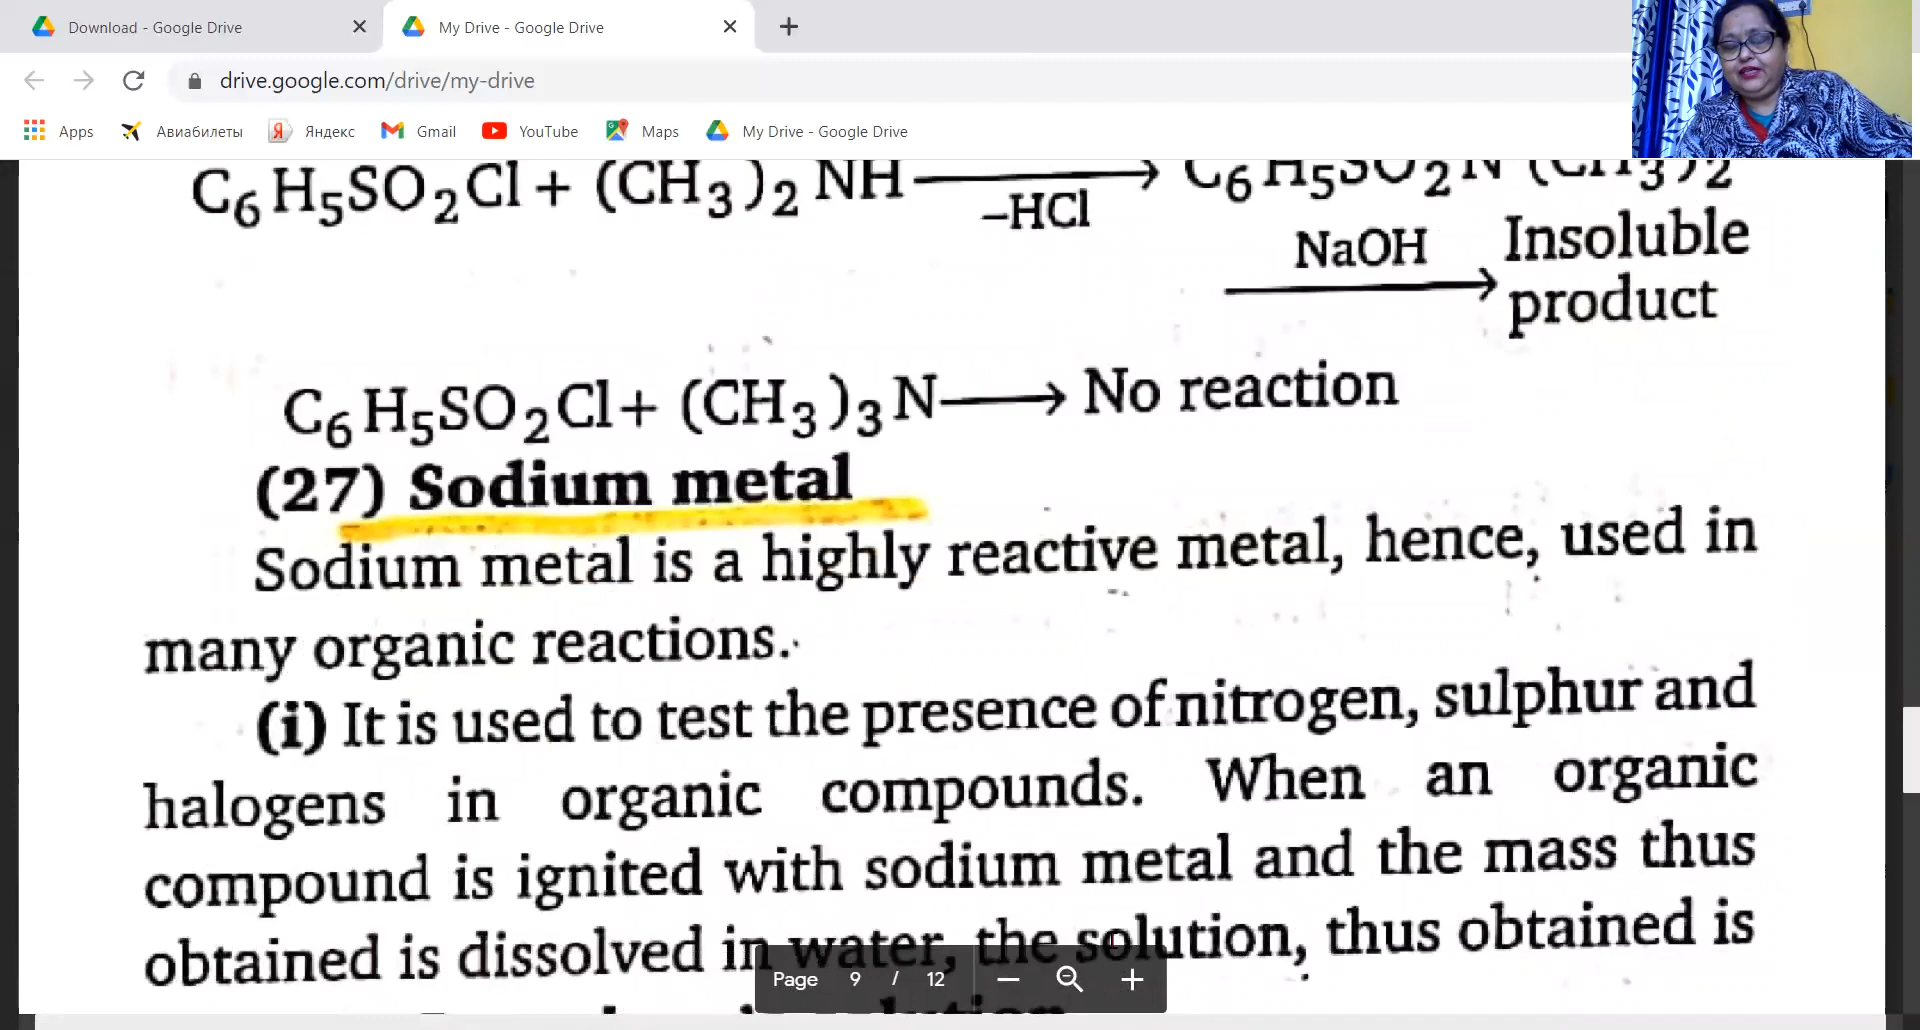 Download - Google Drive
My Drive - Google Drive
drive.google.com/drive/my-drive
Apps Авиабилеты Яндекс Gmail YouTube Maps My Drive - Google Drive
C₆H₅SO₂Cl + (CH₃)₂ NH ⟶ C₆H₅SO₂N (CH₃)₂
–HCl
NaOH ⟶ Insoluble
product
C₆H₅SO₂Cl + (CH₃)₃N ⟶ No reaction
(27) Sodium metal
Sodium metal is a highly reactive metal, hence, used in
many organic reactions.
(i) It is used to test the presence of nitrogen, sulphur and
halogens in organic compounds. When an organic
compound is ignited with sodium metal and the mass thus
obtained is dissolved in water, the solution, thus obtained is
Page 9 / 12